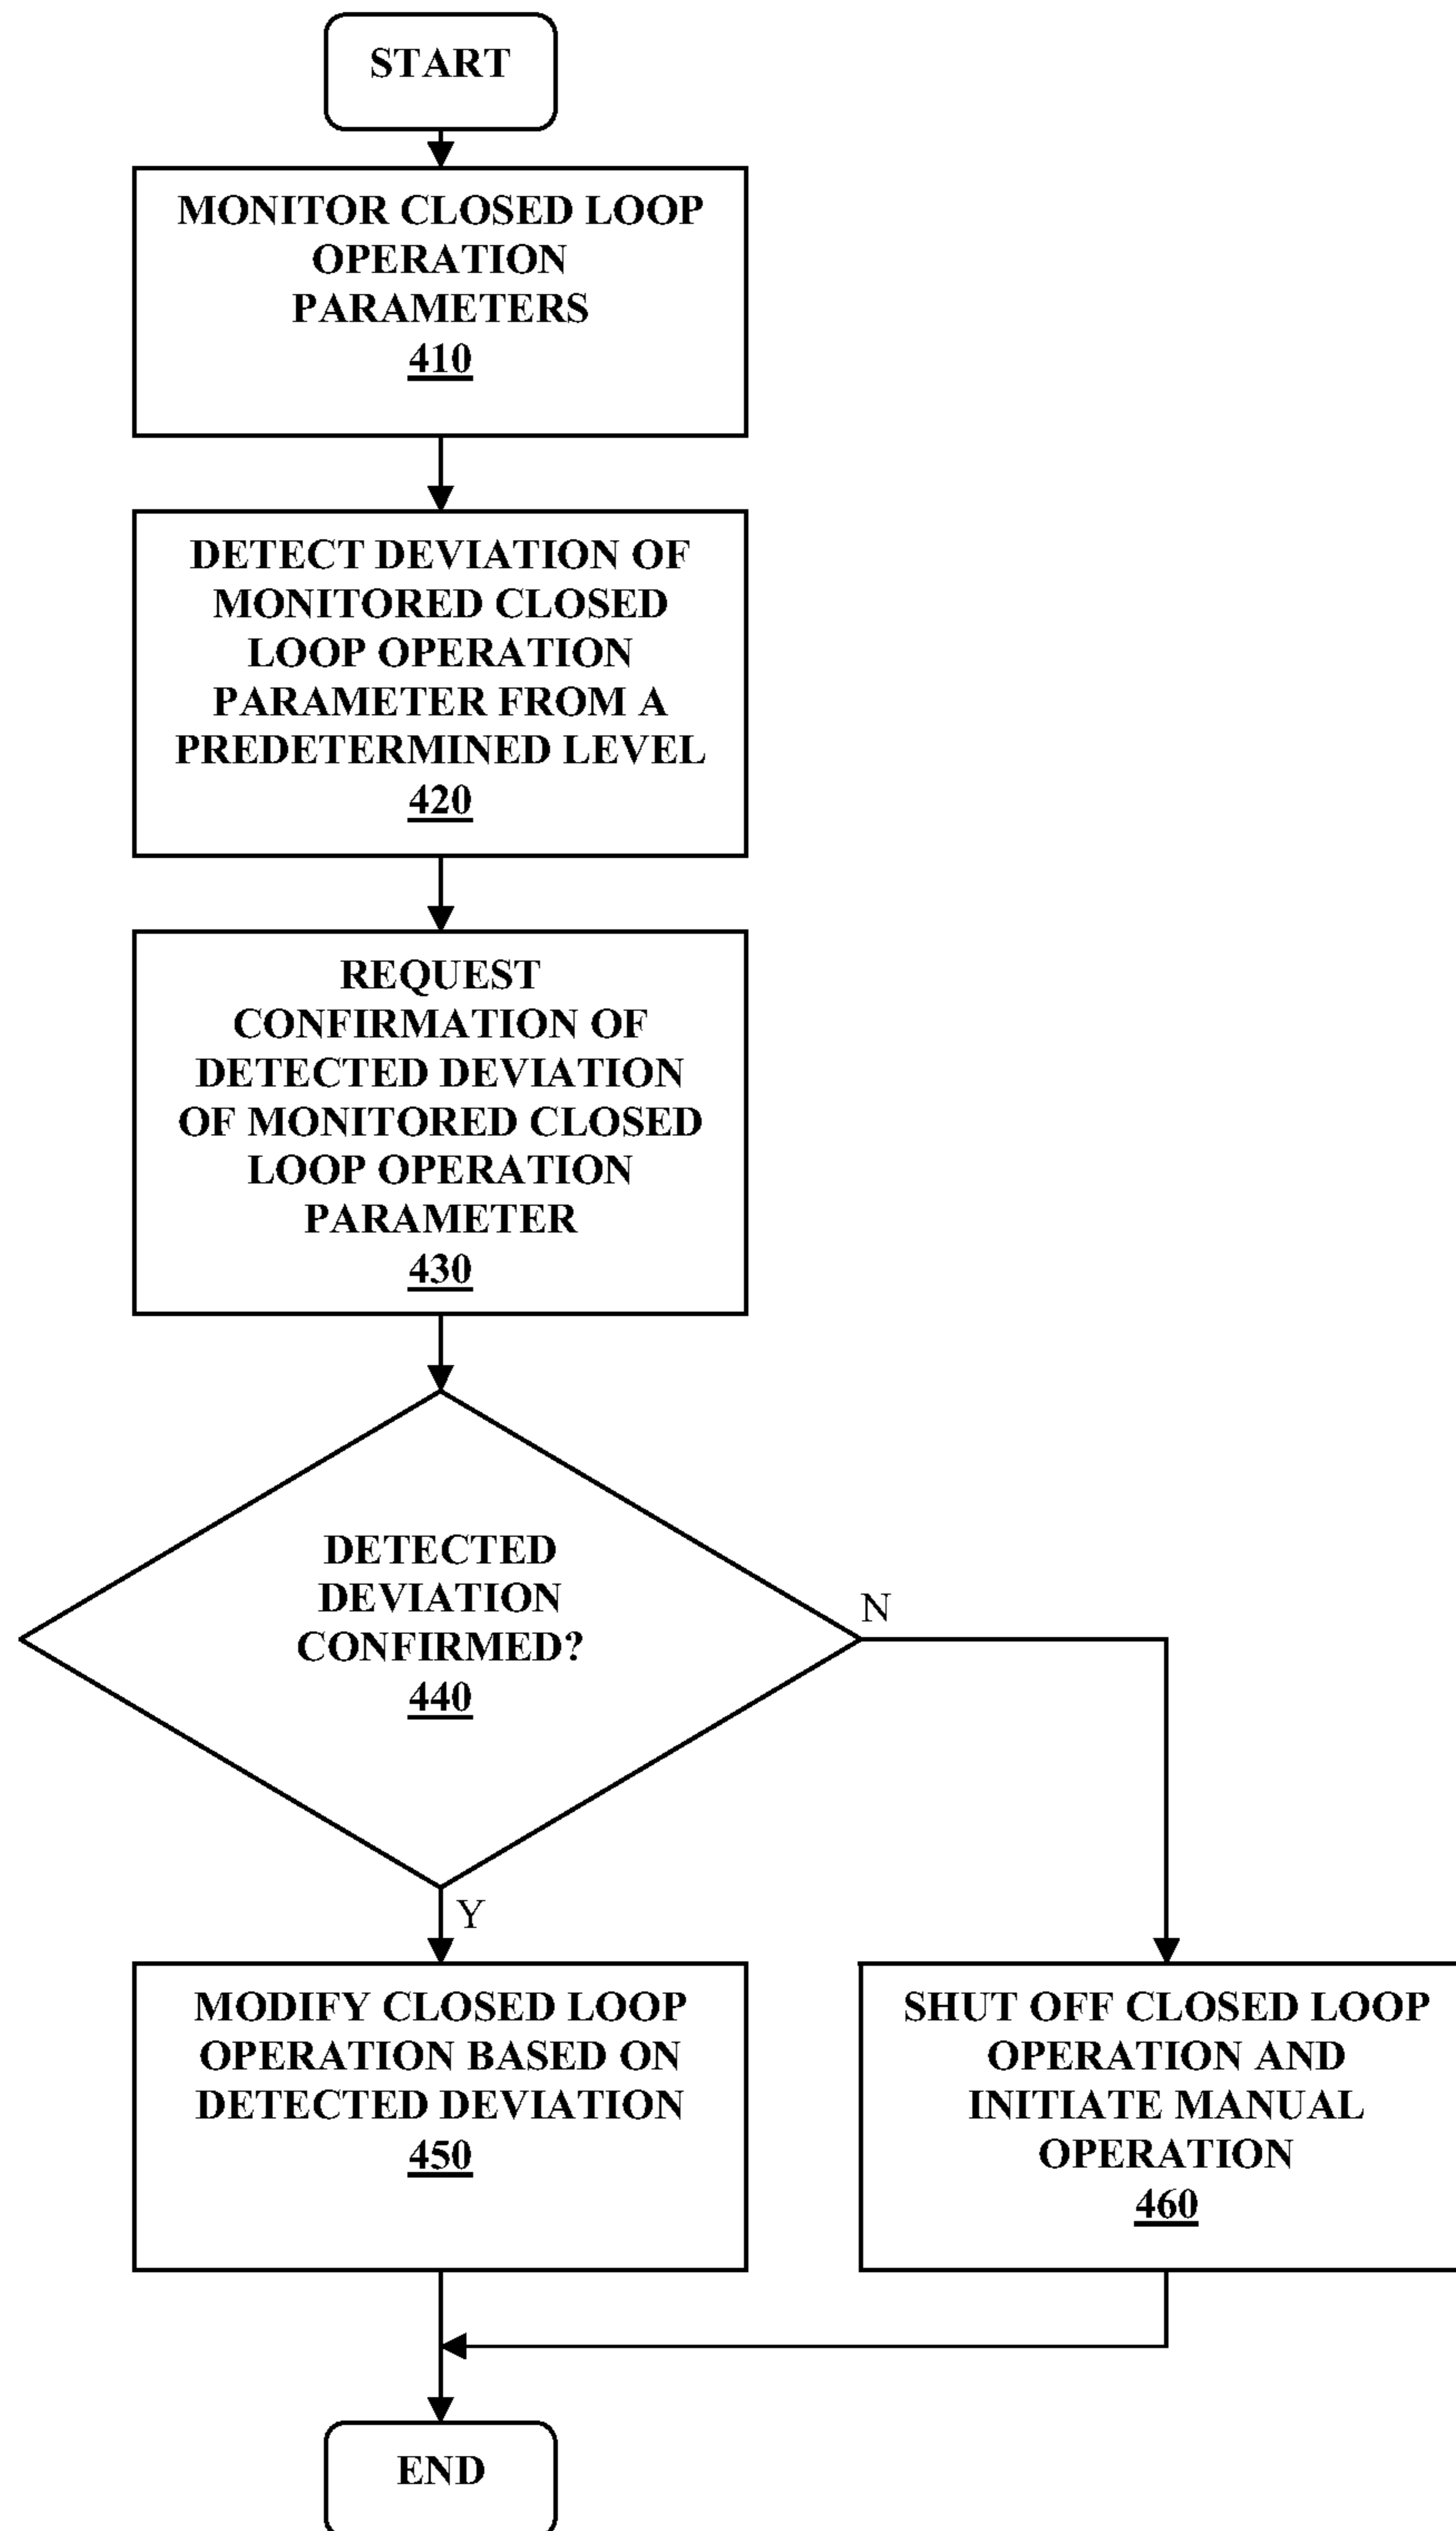 START
MONITOR CLOSED LOOP
OPERATION
PARAMETERS
410
DETECT DEVIATION OF
MONITORED CLOSED
LOOP OPERATION
PARAMETER FROM A
PREDETERMINED LEVEL
420
REQUEST
CONFIRMATION OF
DETECTED DEVIATION
OF MONITORED CLOSED
LOOP OPERATION
PARAMETER
430
DETECTED
DEVIATION
CONFIRMED?
440
N
Y
MODIFY CLOSED LOOP
OPERATION BASED ON
DETECTED DEVIATION
450
SHUT OFF CLOSED LOOP
OPERATION AND
INITIATE MANUAL
OPERATION
460
END